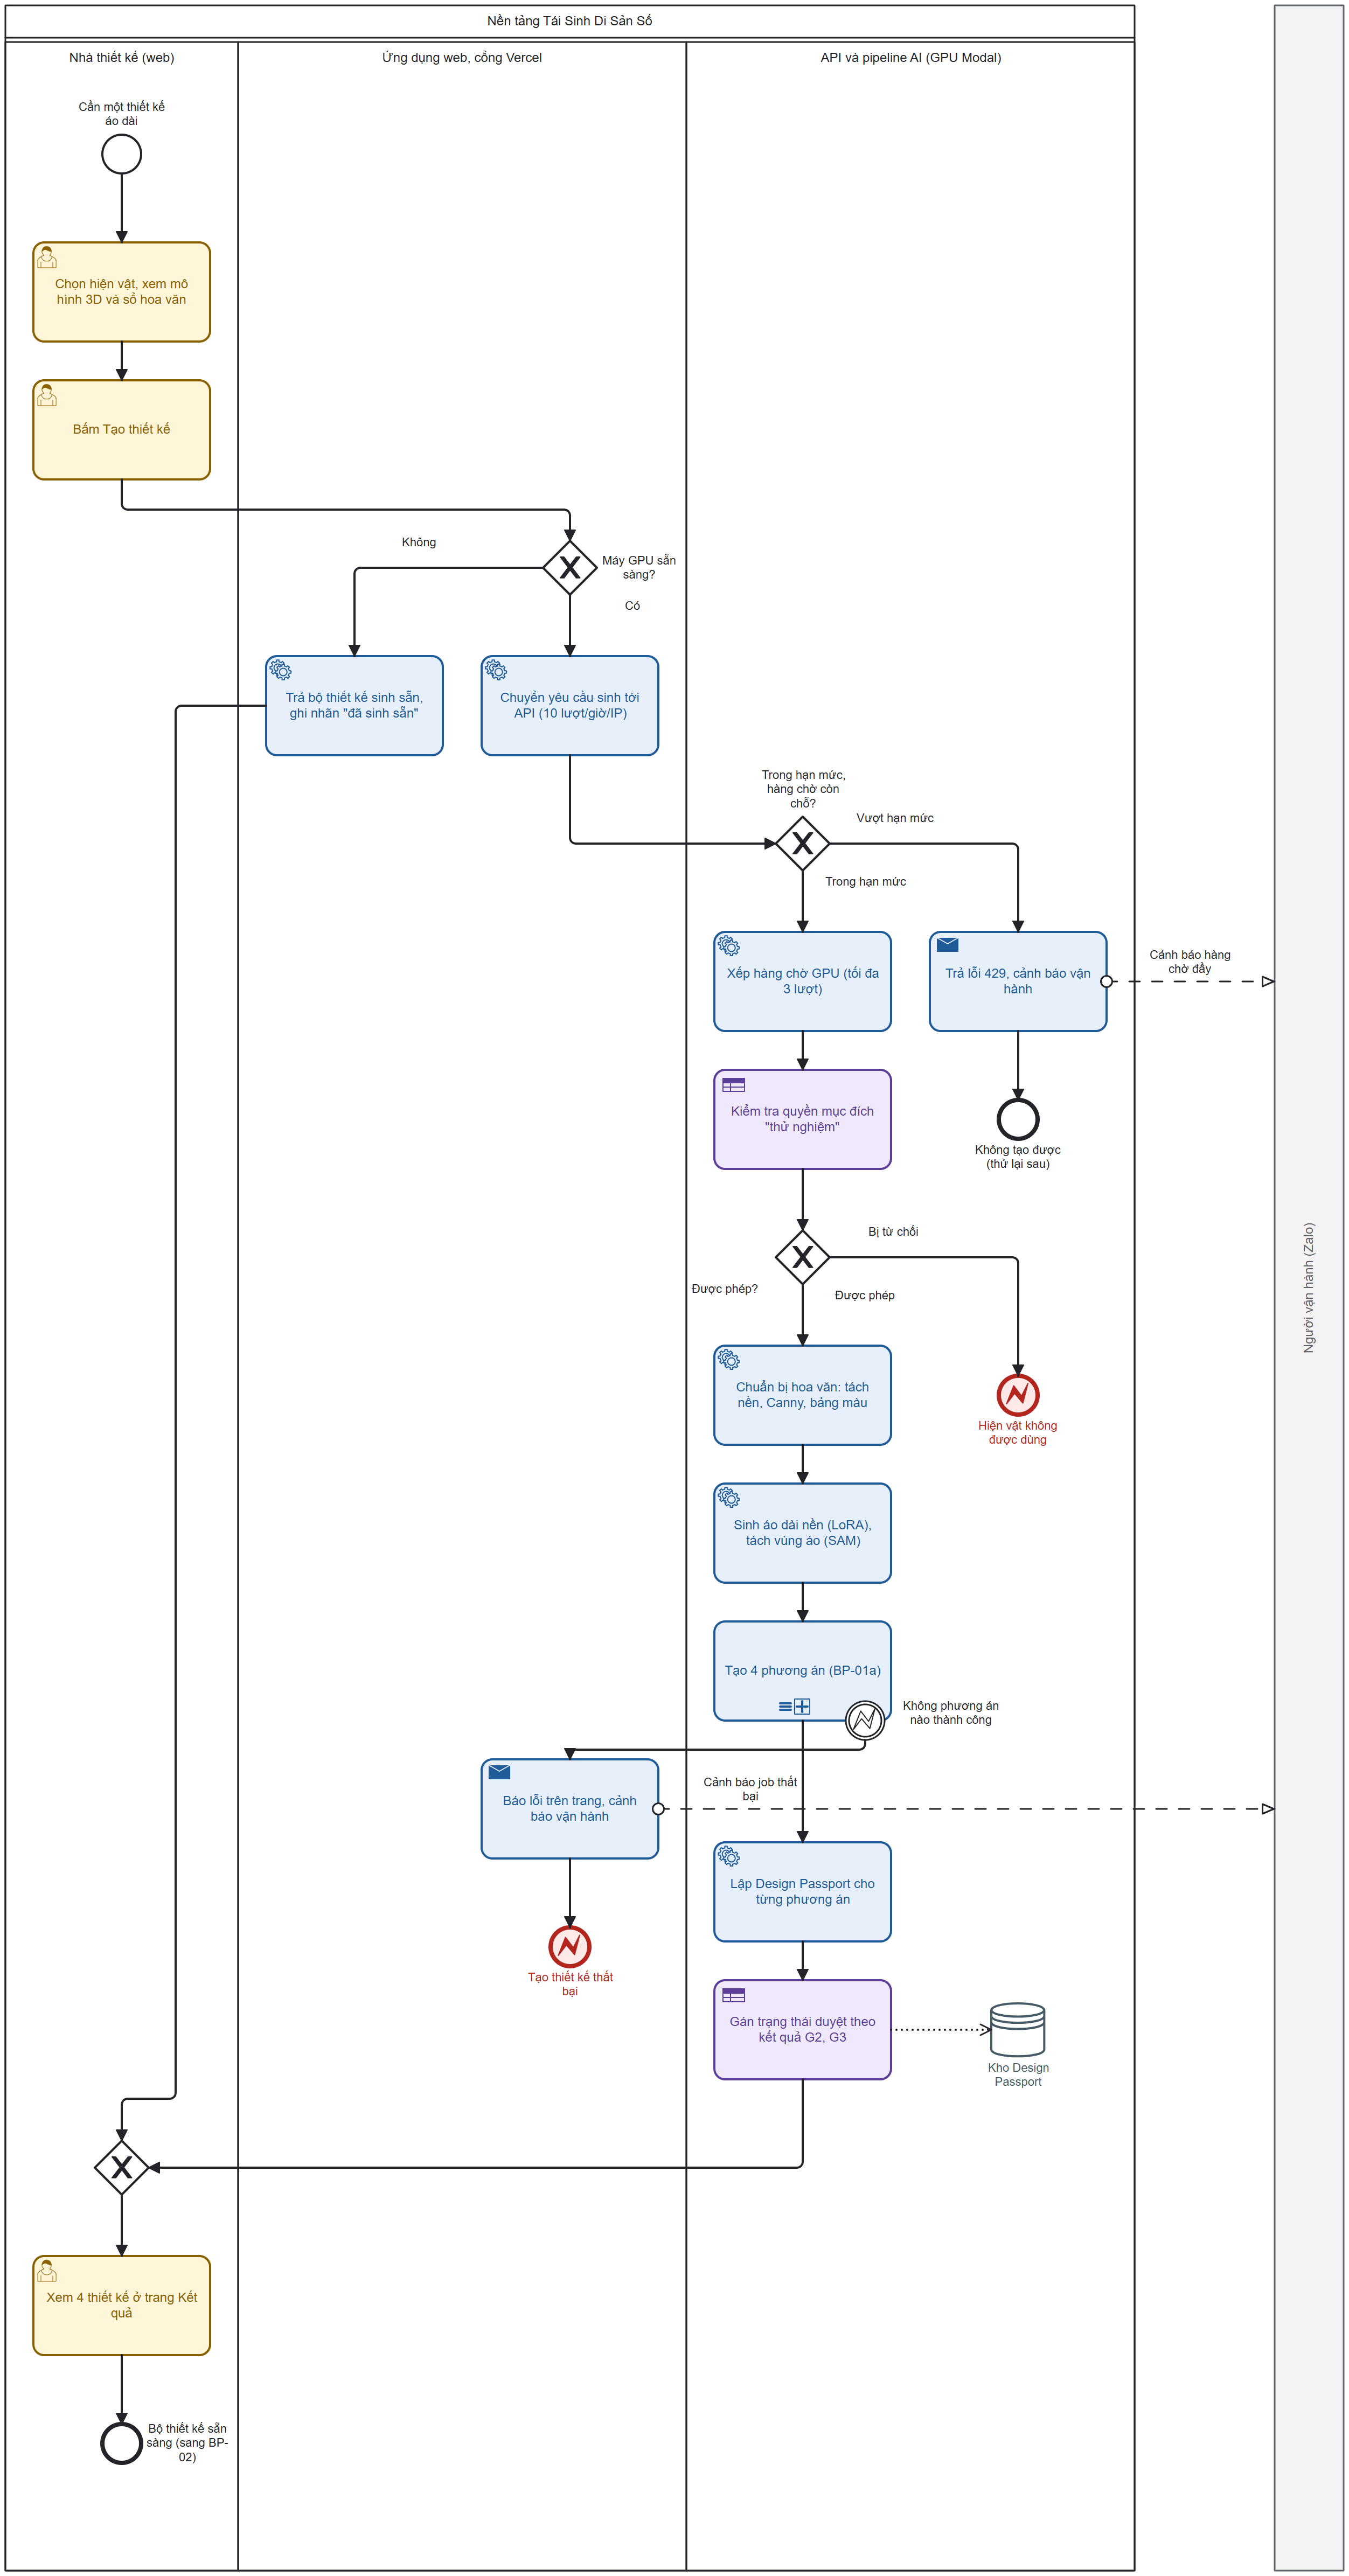 Nền tảng Tái Sinh Di Sản Số
Nhà thiết kế (web)
Ứng dụng web, cổng Vercel
API và pipeline AI (GPU Modal)
Cần một thiết kế
áo dài
Chọn hiện vật, xem mô
hình 3D và sổ hoa văn
Bấm Tạo thiết kế
Không
Máy GPU sẵn
sàng?
Có
Trả bộ thiết kế sinh sẵn,
ghi nhãn "đã sinh sẵn"
Chuyển yêu cầu sinh tới
API (10 lượt/giờ/IP)
Trong hạn mức,
hàng chờ còn
chỗ?
Vượt hạn mức
Trong hạn mức
Xếp hàng chờ GPU (tối đa
3 lượt)
Trả lỗi 429, cảnh báo vận
hành
Cảnh báo hàng
chờ đầy
Kiểm tra quyền mục đích
"thử nghiệm"
Không tạo được
(thử lại sau)
Bị từ chối
Được phép?
Được phép
Người vận hành (Zalo)
Chuẩn bị hoa văn: tách
nền, Canny, bảng màu
Hiện vật không
được dùng
Sinh áo dài nền (LoRA),
tách vùng áo (SAM)
Tạo 4 phương án (BP-01a)
Không phương án
nào thành công
Báo lỗi trên trang, cảnh
báo vận hành
Cảnh báo job thất
bại
Lập Design Passport cho
từng phương án
Tạo thiết kế thất
bại
Gán trạng thái duyệt theo
kết quả G2, G3
Kho Design
Passport
Xem 4 thiết kế ở trang Kết
quả
Bộ thiết kế sẵn
sàng (sang BP-
02)